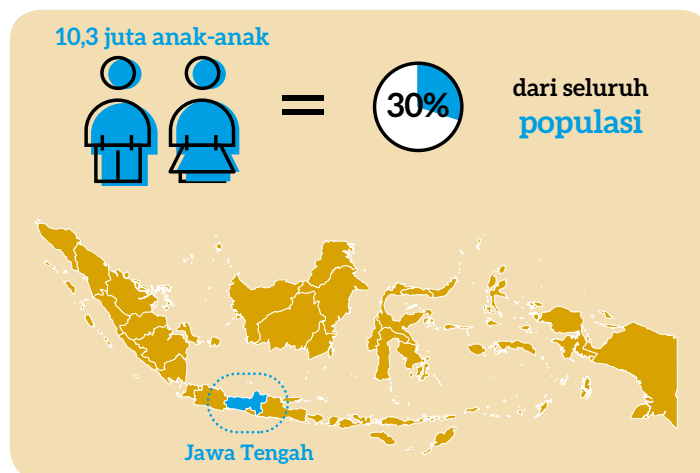 10,3 juta anak-anak
30%
dari seluruh
populasi
Jawa Tengah